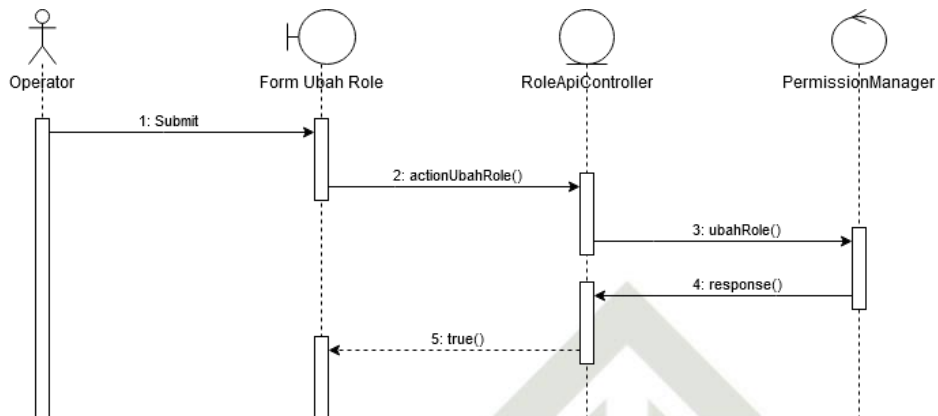 Operator
Form Ubah Role
RoleApiController
PermissionManager
1: Submit
2: actionUbahRole()
3: ubahRole()
4: response()
5: true()